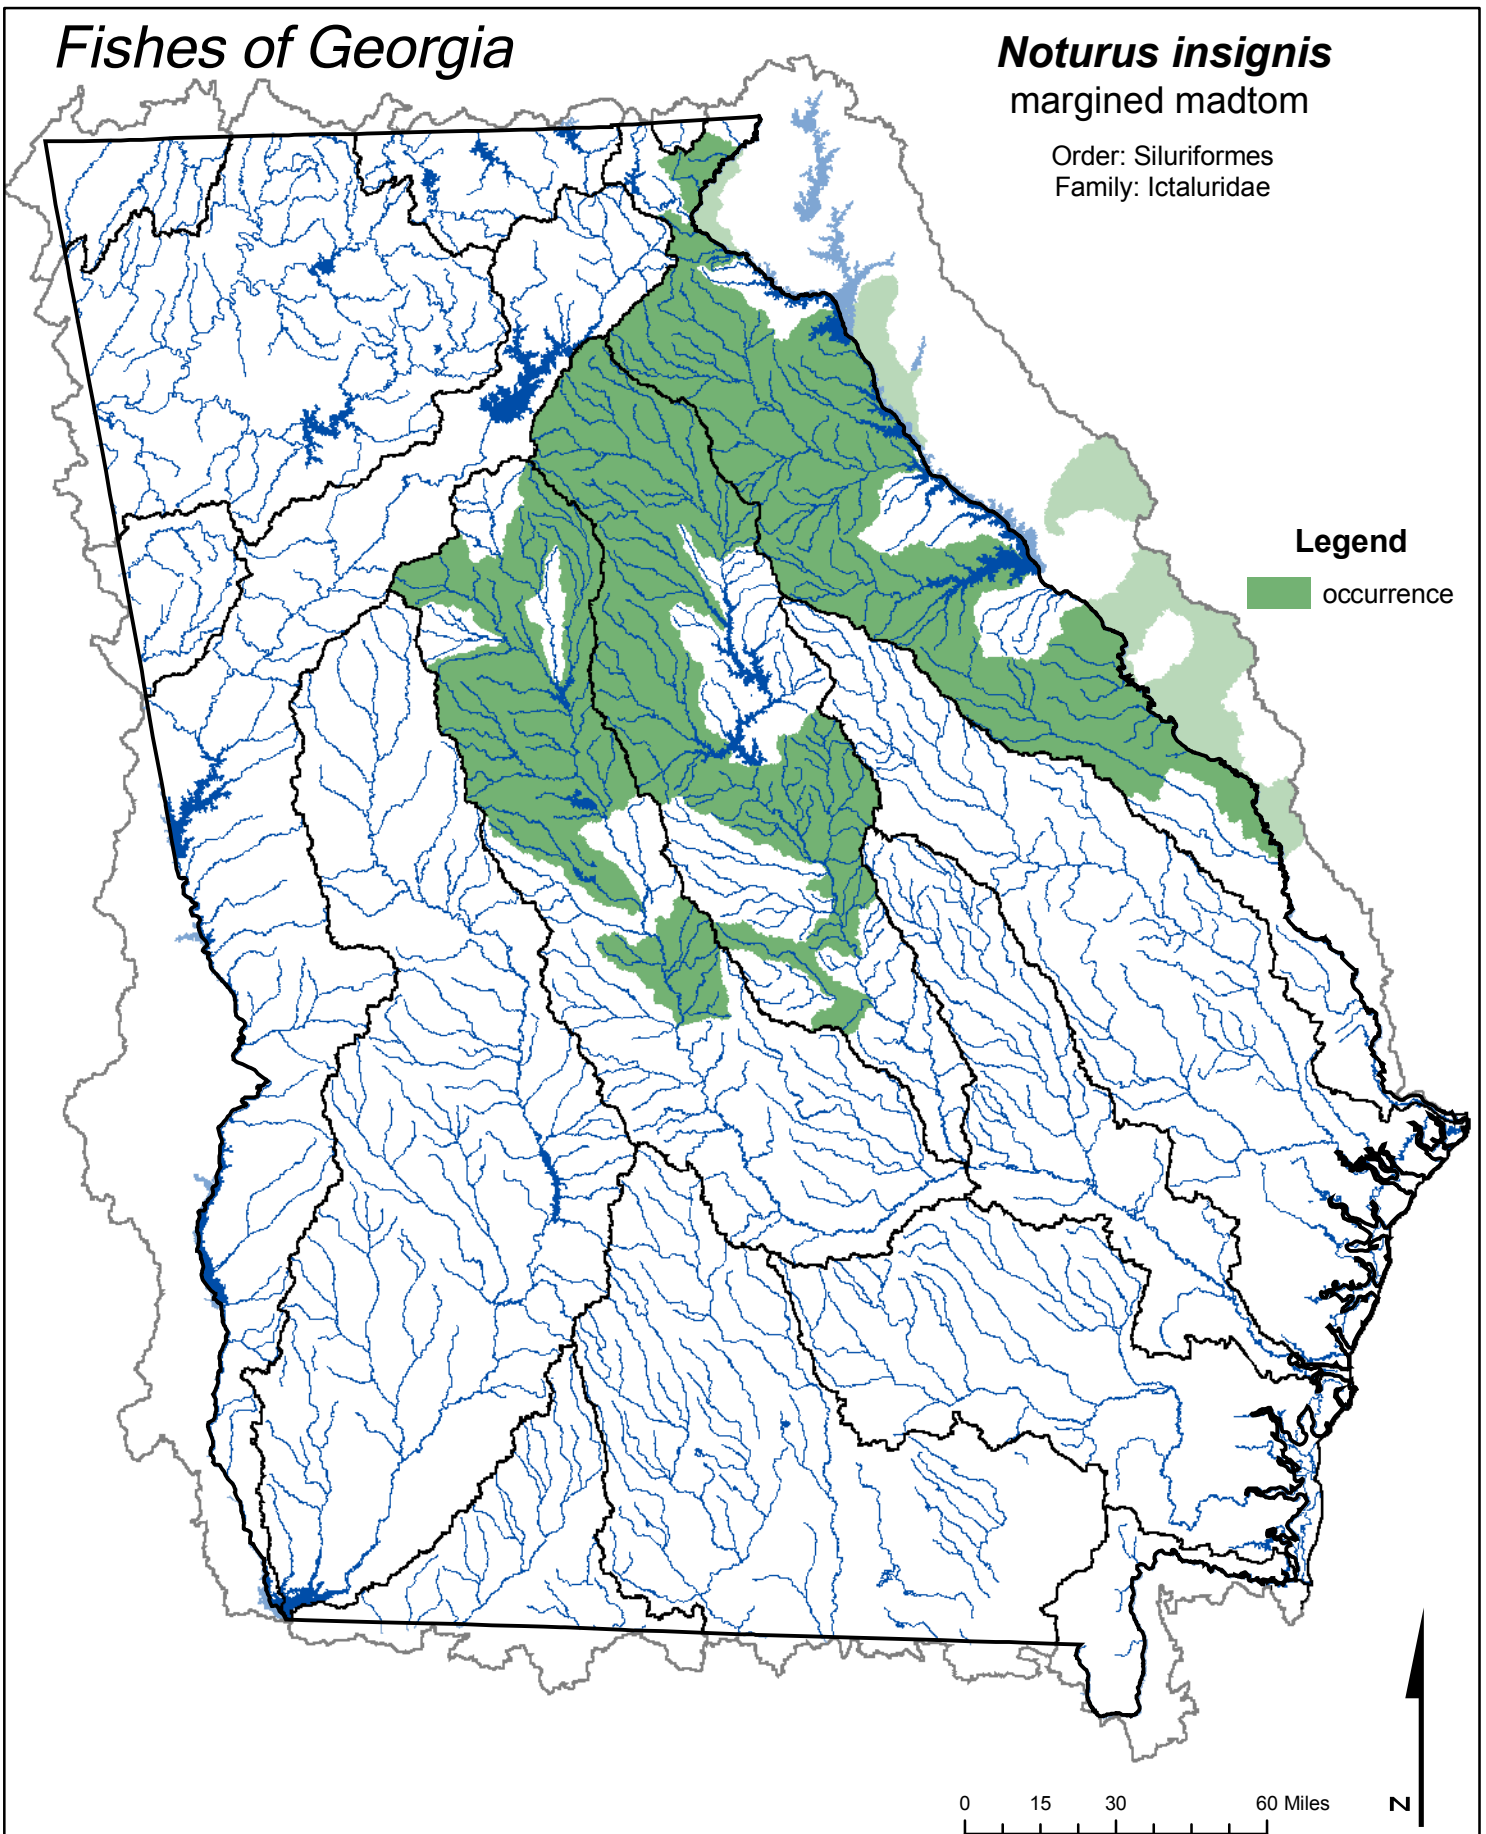 Fishes of Georgia
Noturus insignis
margined madtom
Order: Siluriformes
Family: Ictaluridae
Legend
occurrence
0 15 30 60 Miles
N